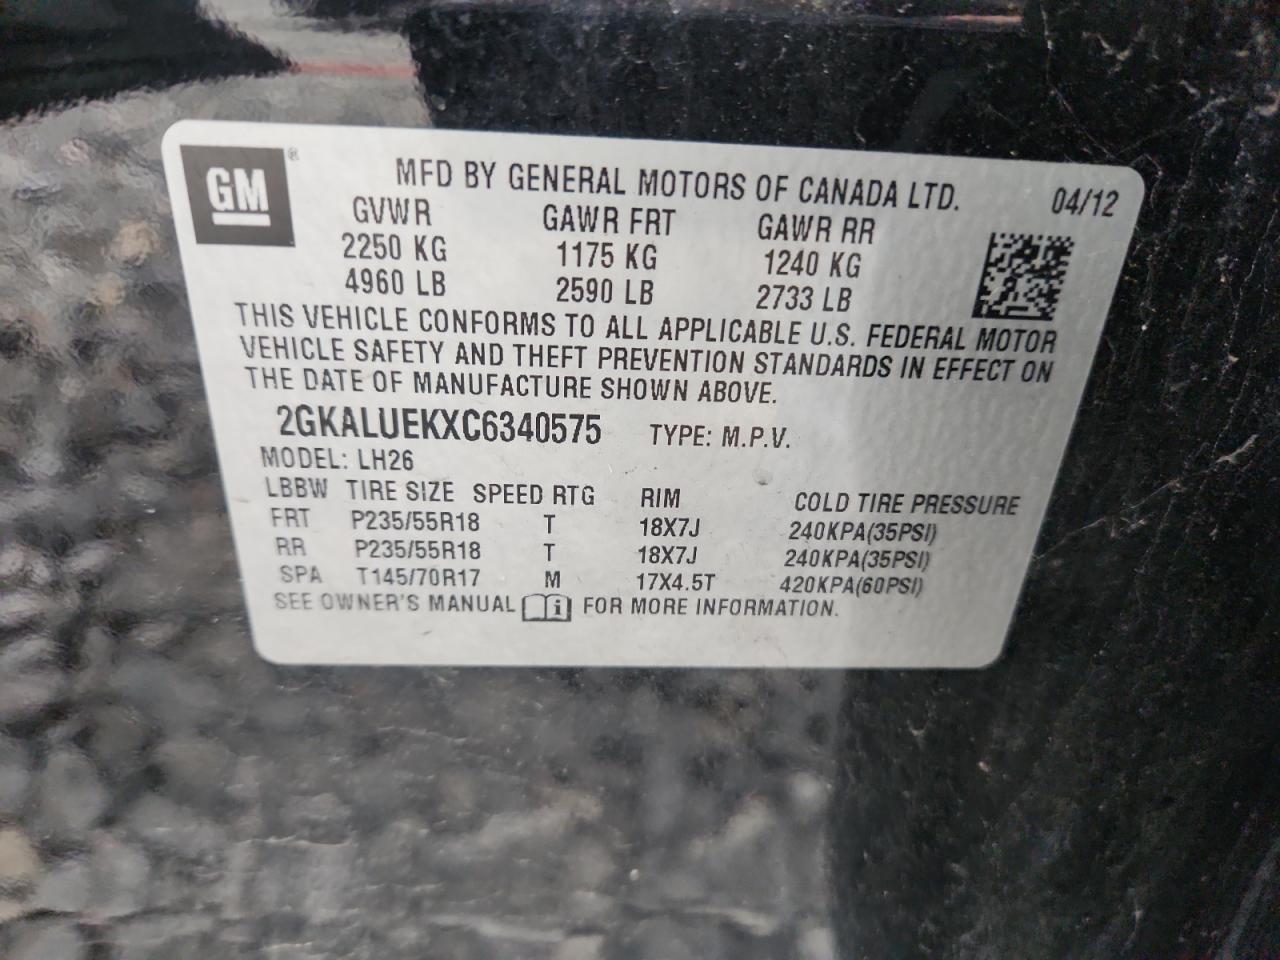 GM®
MFD BY GENERAL MOTORS OF CANADA LTD. 04/12
GVWR GAWR FRT GAWR RR
2250 KG 1175 KG 1240 KG
4960 LB 2590 LB 2733 LB
THIS VEHICLE CONFORMS TO ALL APPLICABLE U.S. FEDERAL MOTOR
VEHICLE SAFETY AND THEFT PREVENTION STANDARDS IN EFFECT ON
THE DATE OF MANUFACTURE SHOWN ABOVE.
2GKALUEKXC6340575 TYPE: M.P.V.
MODEL: LH26
LBBW TIRE SIZE SPEED RTG RIM COLD TIRE PRESSURE
FRT P235/55R18 T 18X7J 240KPA(35PSI)
RR P235/55R18 T 18X7J 240KPA(35PSI)
SPA T145/70R17 M 17X4.5T 420KPA(60PSI)
SEE OWNER'S MANUAL i FOR MORE INFORMATION.